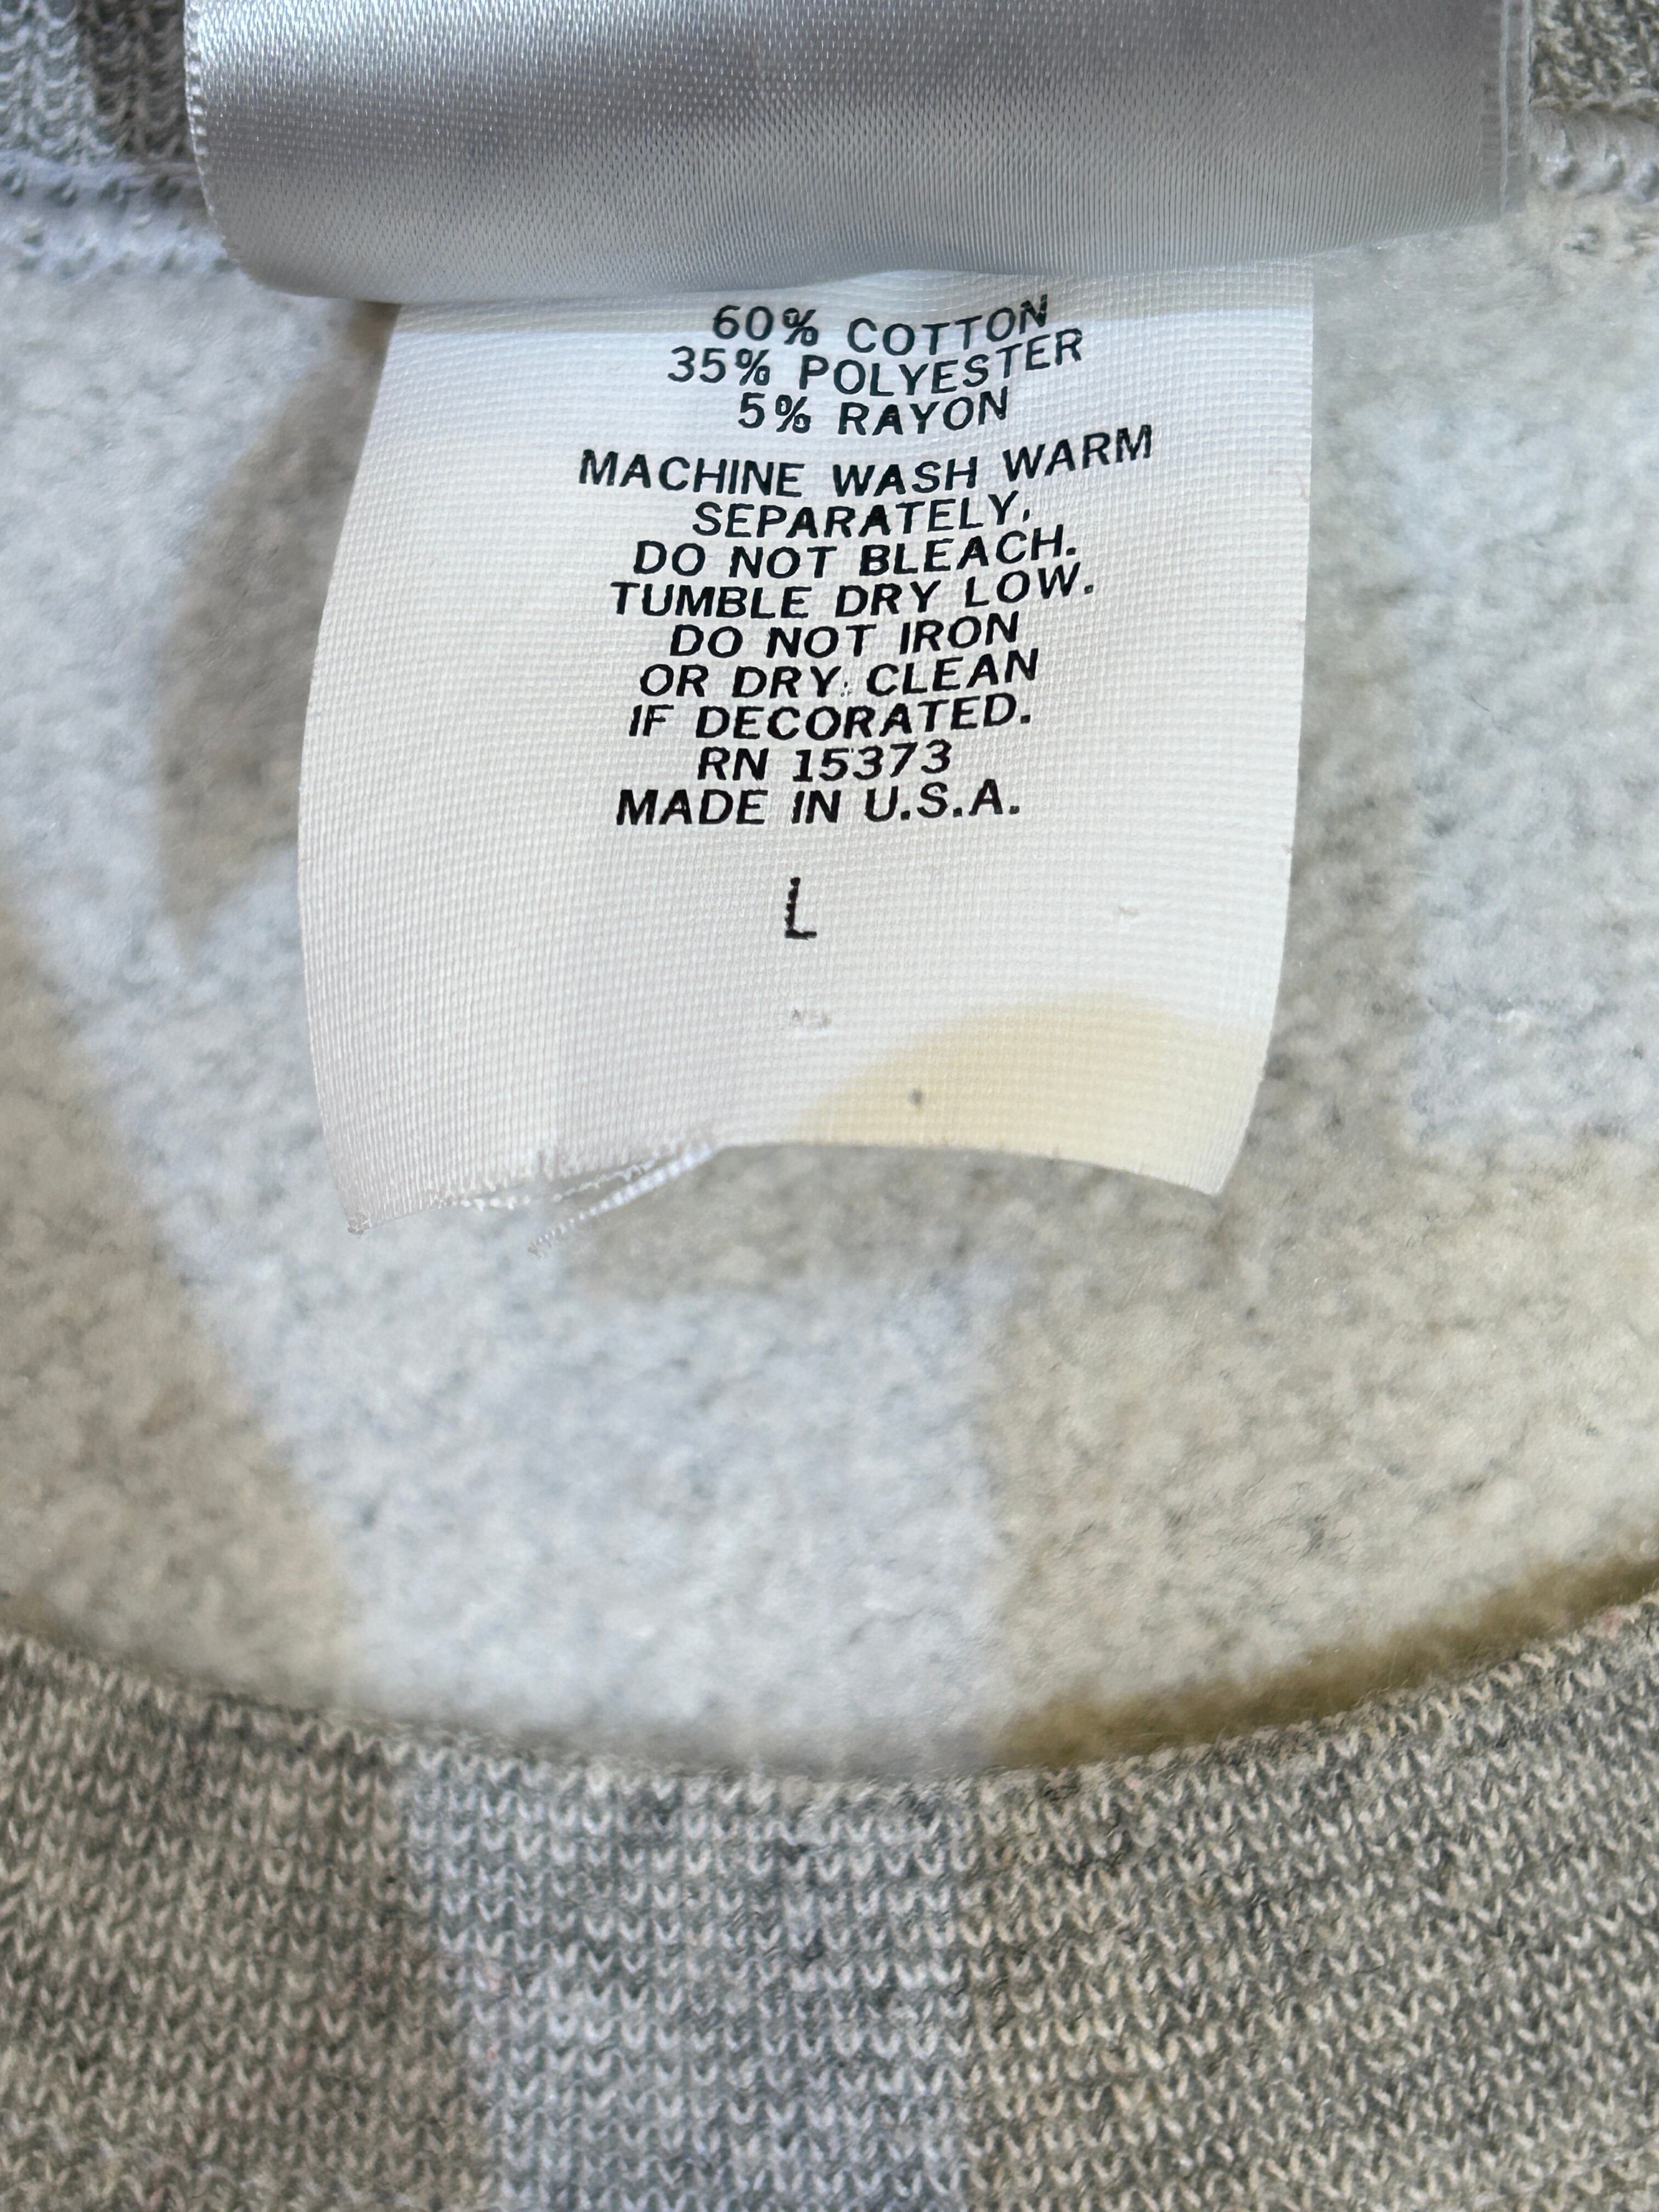 60% COTTON
35% POLYESTER
5% RAYON
MACHINE WASH WARM
SEPARATELY,
DO NOT BLEACH.
TUMBLE DRY LOW.
DO NOT IRON
OR DRY CLEAN
IF DECORATED.
RN 15373
MADE IN U.S.A.
L